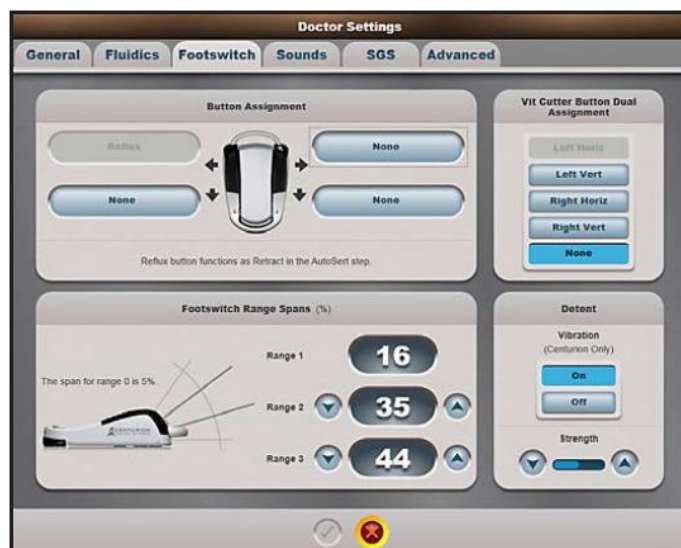 Doctor Settings
General Fluidics Footswitch Sounds SGS Advanced
Button Assignment
Reflux
None
None
None
Reflux button functions as Retract in the AutoSert step.
Vit Cutter Button Dual
Assignment
Left Horiz
Left Vert
Right Horiz
Right Vert
None
Footswitch Range Spans (%)
The span for range 0 is 5%.
CENTURION
Range 1 16
Range 2 35
Range 3 44
Detent
Vibration
(Centurion Only)
On
Off
Strength